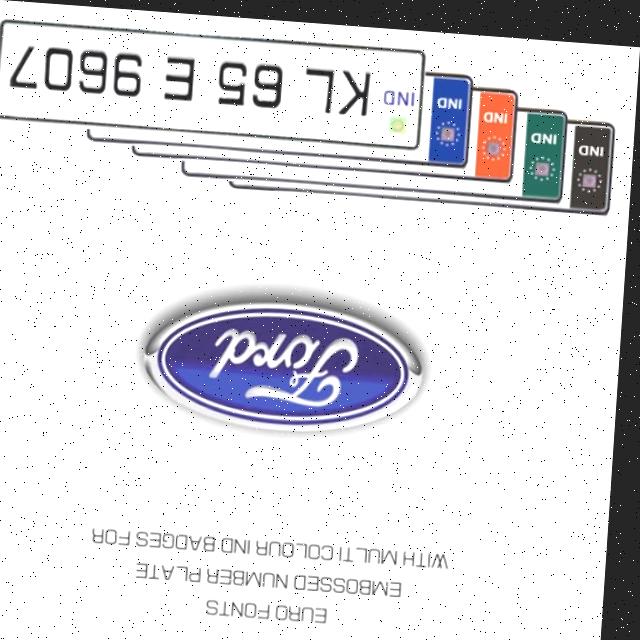 EURO FONTS
EMBOSSED NUMBER PLATE
WITH MULTI COLOUR IND BADGES FOR
Ford
IND
IND
IND
IND
IND KL 65 E 9607